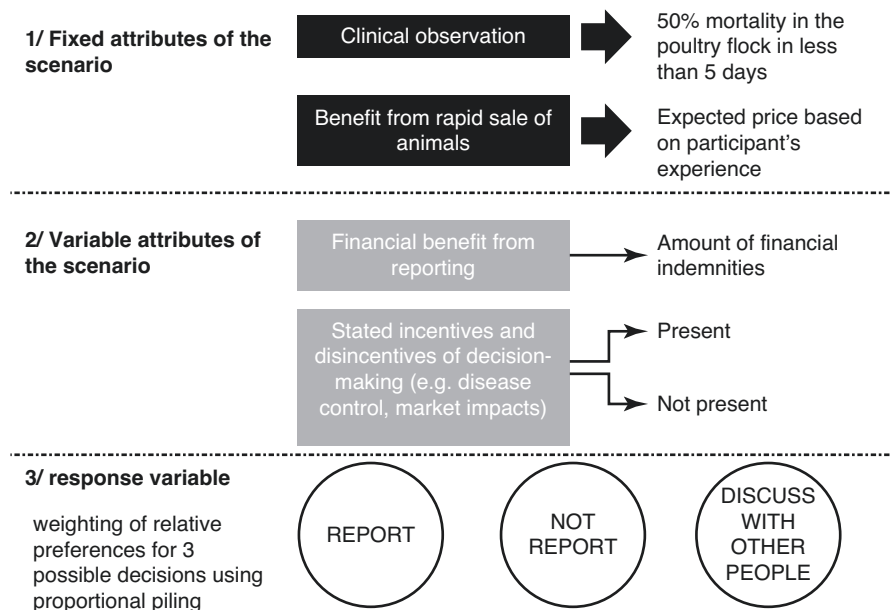 1/ Fixed attributes of the
scenario
Clinical observation
50% mortality in the
poultry flock in less
than 5 days
Benefit from rapid sale of
animals
Expected price based
on participant's
experience
2/ Variable attributes of
the scenario
Financial benefit from
reporting
Amount of financial
indemnities
Stated incentives and
disincentives of decision-
making (e.g. disease
control, market impacts)
Present
Not present
3/ response variable
weighting of relative
preferences for 3
possible decisions using
proportional piling
REPORT
NOT
REPORT
DISCUSS
WITH
OTHER
PEOPLE